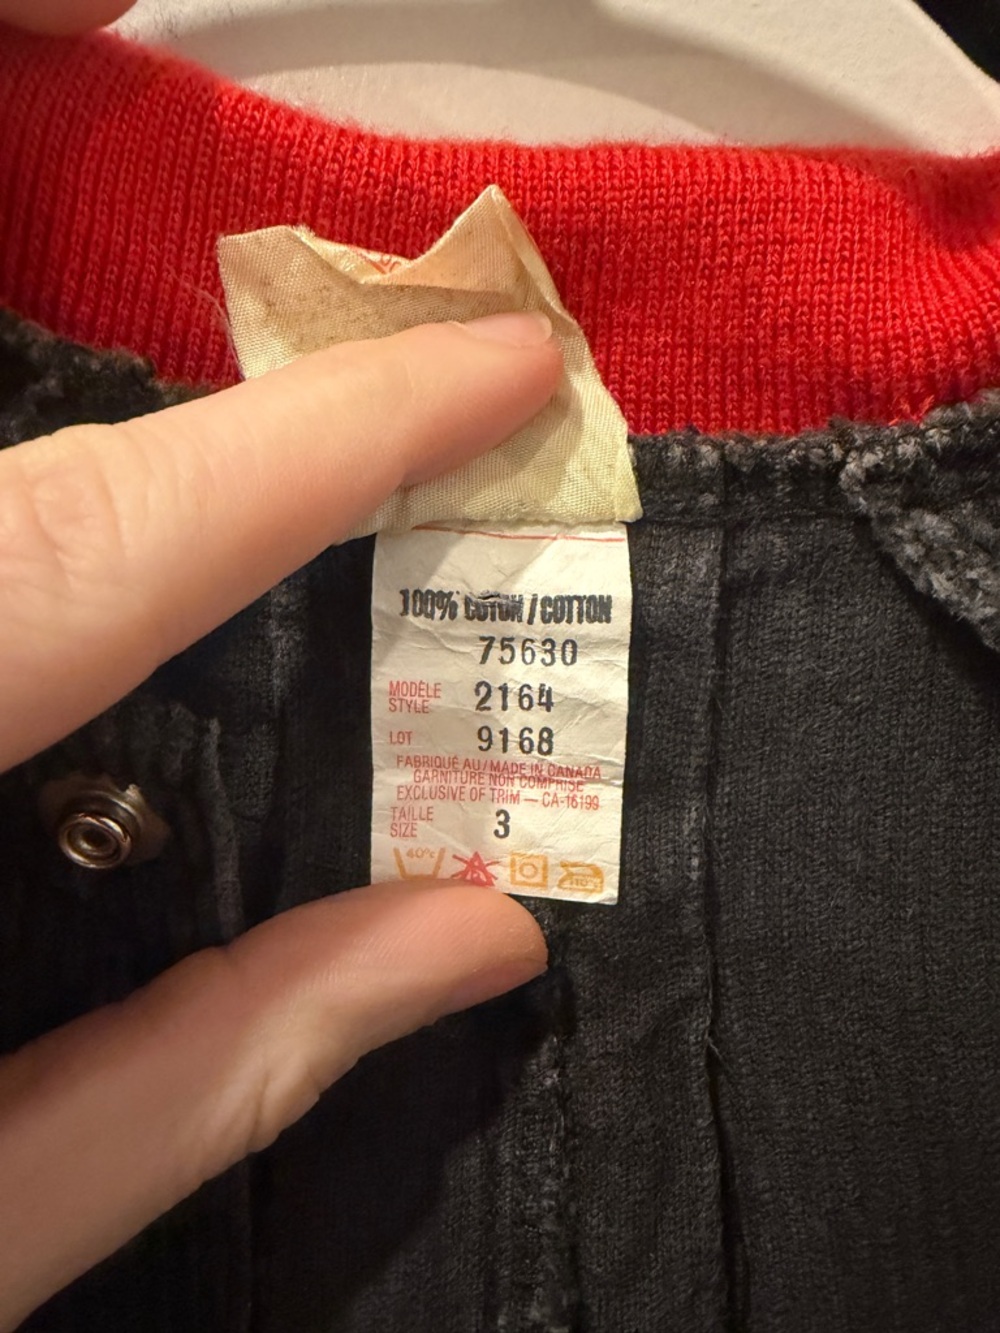 100% COTON / COTTON
75630
MODÈLE
STYLE 2164
LOT 9168
FABRIQUÉ AU/MADE IN CANADA
GARNITURE NON COMPRISE
EXCLUSIVE OF TRIM — CA-16199
TAILLE
SIZE 3
40°C
110°C